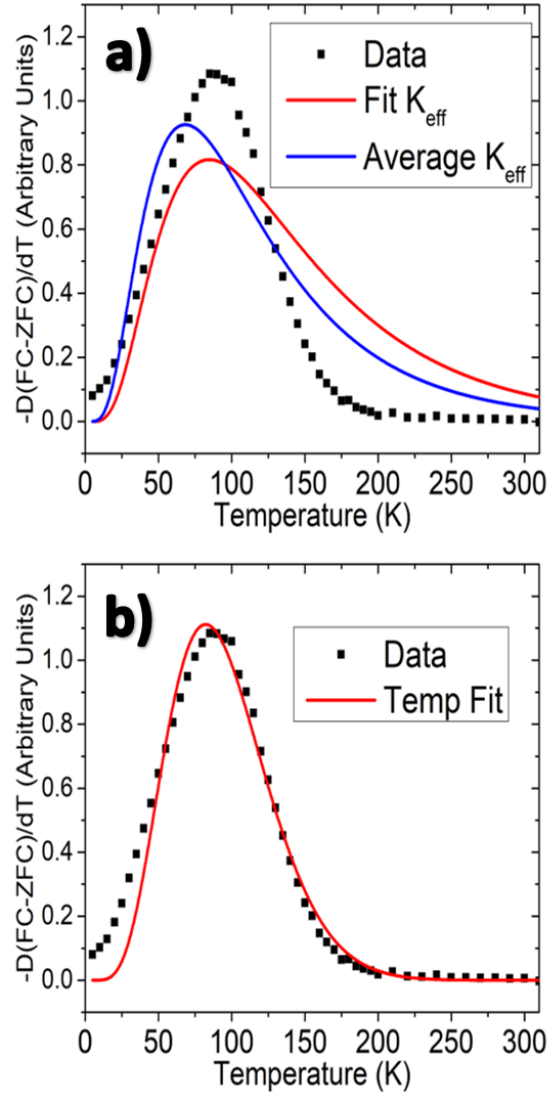 a)
Data
Fit K_eff
Average K_eff
-D(FC-ZFC)/dT (Arbitrary Units)
1.2
1.0
0.8
0.6
0.4
0.2
0.0
0 50 100 150 200 250 300
Temperature (K)
b)
Data
Temp Fit
-D(FC-ZFC)/dT (Arbitrary Units)
1.2
1.0
0.8
0.6
0.4
0.2
0.0
0 50 100 150 200 250 300
Temperature (K)